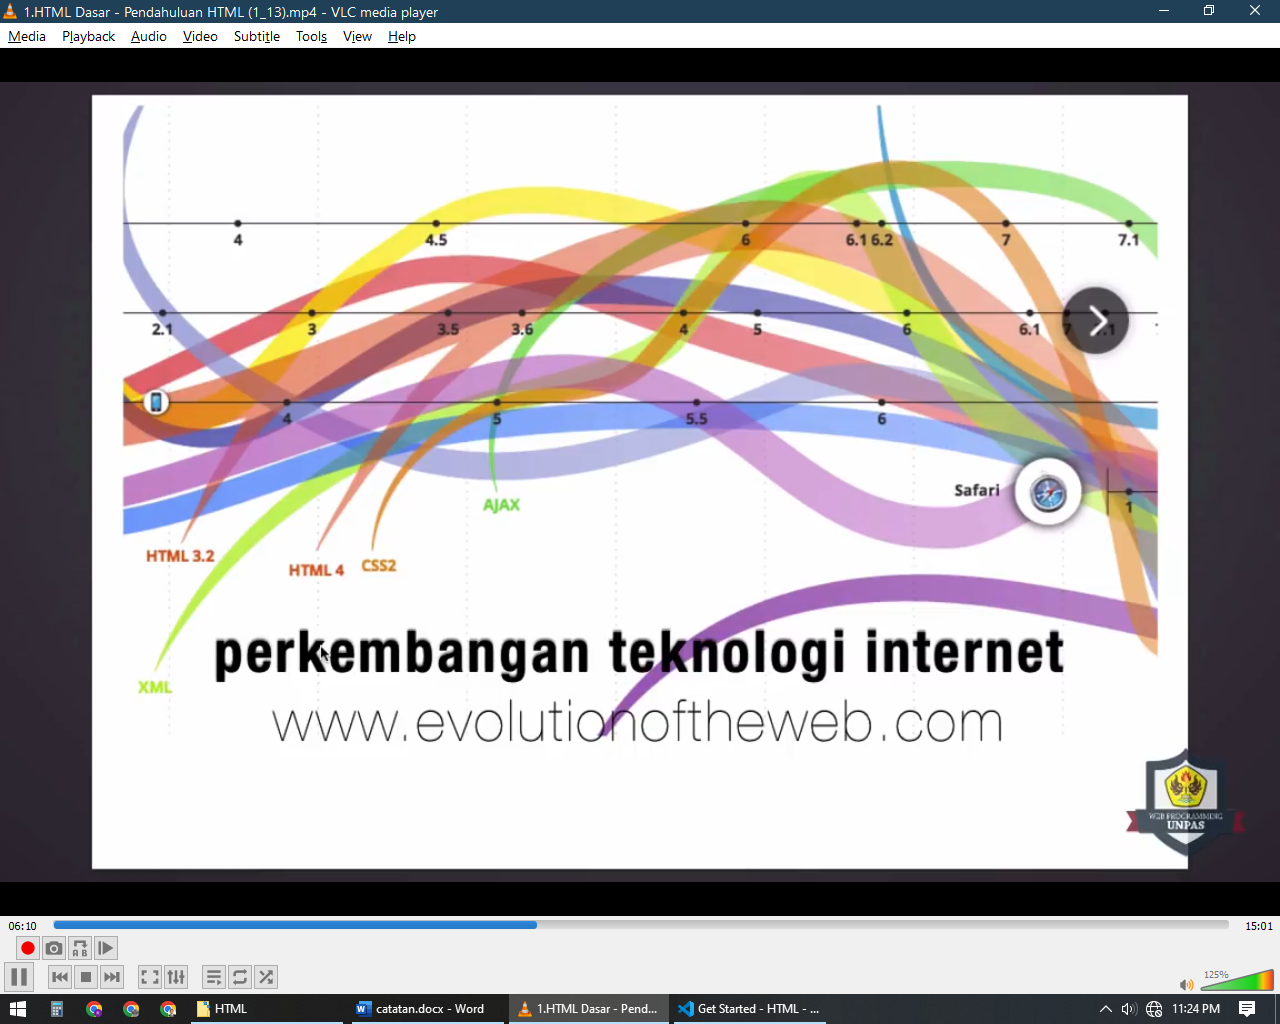 1.HTML Dasar - Pendahuluan HTML (1_13).mp4 - VLC media player
Media Playback Audio Video Subtitle Tools View Help
4 4.5 6 6.1 6.2 7 7.1
2.1 3 3.5 3.6 4 5 6 6.1 7
4 5 5.5 6
Safari
1
AJAX
HTML 3.2
HTML 4
CSS2
XML
perkembangan teknologi internet
www.evolutionoftheweb.com
WEB PROGRAMMING
UNPAS
06:10
15:01
A B
125%
HTML
catatan.docx - Word
1.HTML Dasar - Pend...
Get Started - HTML - ...
11:24 PM